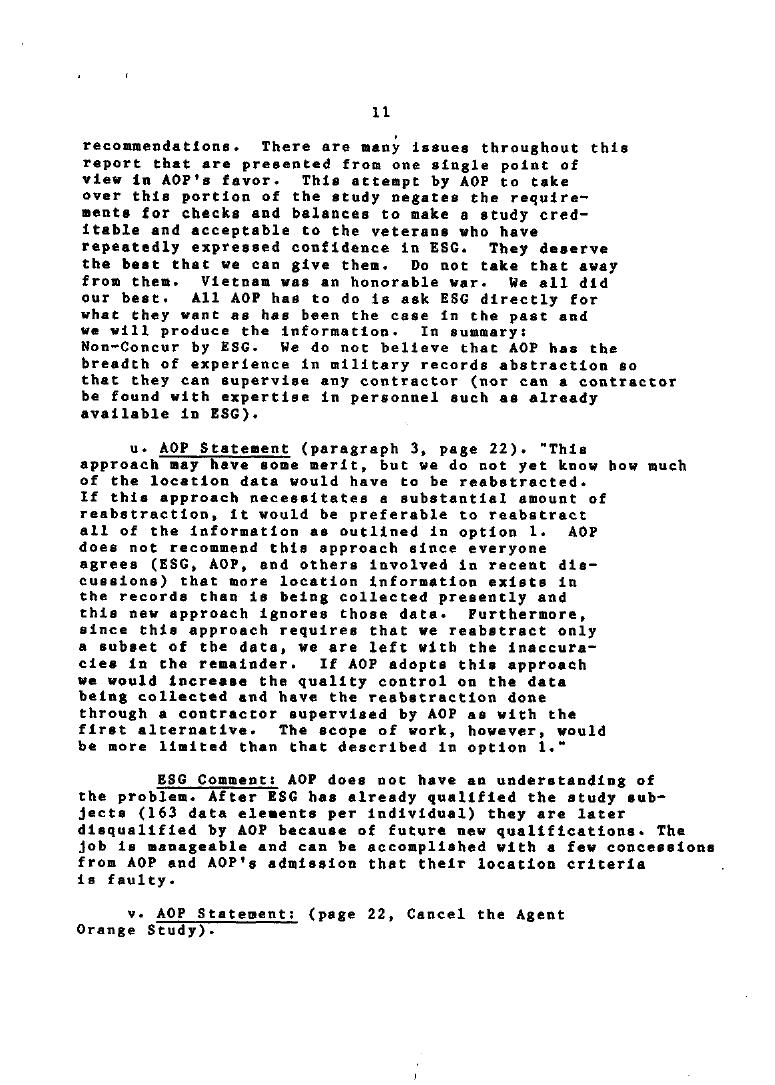 11
recommendations. There are many issues throughout this
report that are presented from one single point of
view in AOP's favor. This attempt by AOP to take
over this portion of the study negates the require-
ments for checks and balances to make a study cred-
itable and acceptable to the veterans who have
repeatedly expressed confidence in ESG. They deserve
the best that we can give them. Do not take that away
from them. Vietnam was an honorable war. We all did
our best. All AOP has to do is ask ESG directly for
what they want as has been the case in the past and
we will produce the information. In summary:
Non-Concur by ESG. We do not believe that AOP has the
breadth of experience in military records abstraction so
that they can supervise any contractor (nor can a contractor
be found with expertise in personnel such as already
available in ESG).
u. AOP Statement (paragraph 3, page 22). "This
approach may have some merit, but we do not yet know how much
of the location data would have to be reabstracted.
If this approach necessitates a substantial amount of
reabstraction, it would be preferable to reabstract
all of the information as outlined in option 1. AOP
does not recommend this approach since everyone
agrees (ESG, AOP, and others involved in recent dis-
cussions) that more location information exists in
the records than is being collected presently and
this new approach ignores those data. Furthermore,
since this approach requires that we reabstract only
a subset of the data, we are left with the inaccura-
cies in the remainder. If AOP adopts this approach
we would increase the quality control on the data
being collected and have the reabstraction done
through a contractor supervised by AOP as with the
first alternative. The scope of work, however, would
be more limited than that described in option 1."
ESG Comment: AOP does not have an understanding of
the problem. After ESG has already qualified the study sub-
jects (163 data elements per individual) they are later
disqualified by AOP because of future new qualifications. The
job is manageable and can be accomplished with a few concessions
from AOP and AOP's admission that their location criteria
is faulty.
v. AOP Statement: (page 22, Cancel the Agent
Orange Study).